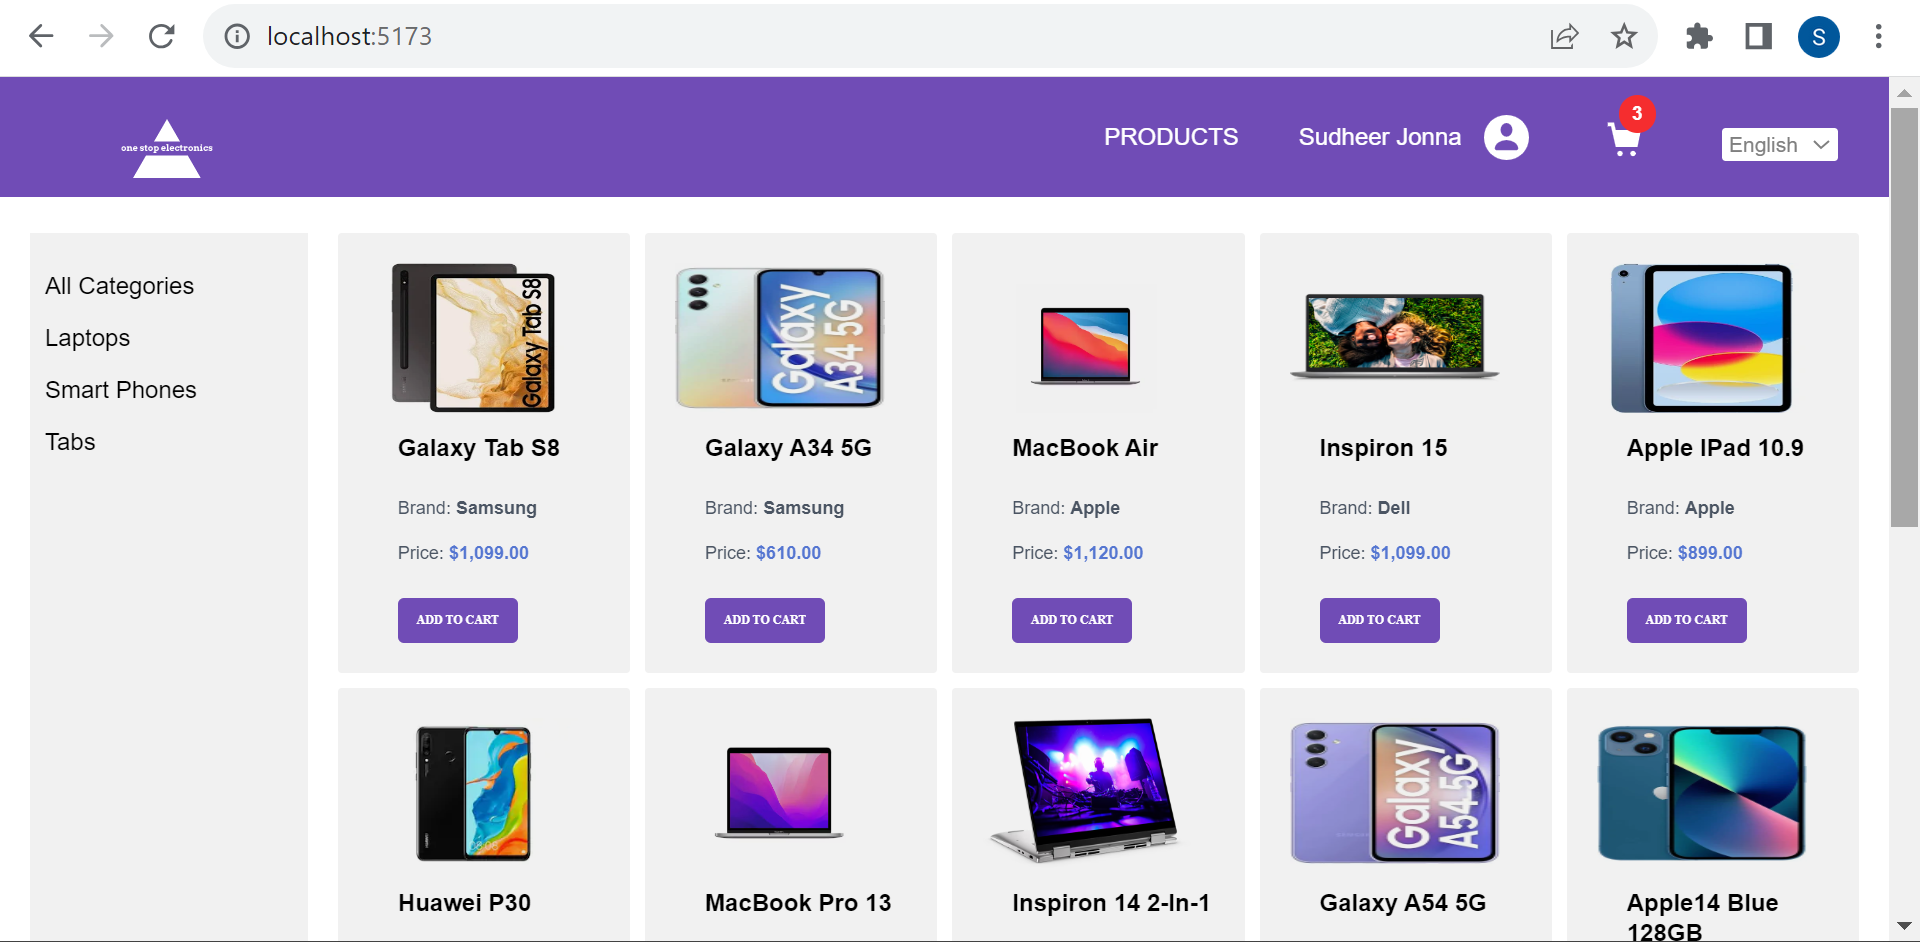 localhost:5173
S
one stop electronics
PRODUCTS
Sudheer Jonna
3
English
All Categories
Laptops
Smart Phones
Tabs
Galaxy Tab S8
Galaxy Tab S8
Brand: Samsung
Price: $1,099.00
ADD TO CART
Galaxy A34 5G
Galaxy A34 5G
Brand: Samsung
Price: $610.00
ADD TO CART
MacBook Air
Brand: Apple
Price: $1,120.00
ADD TO CART
Inspiron 15
Brand: Dell
Price: $1,099.00
ADD TO CART
Apple IPad 10.9
Brand: Apple
Price: $899.00
ADD TO CART
Huawei P30
MacBook Pro 13
Inspiron 14 2-In-1
Galaxy A54 5G
Galaxy A54 5G
Apple14 Blue
128GB